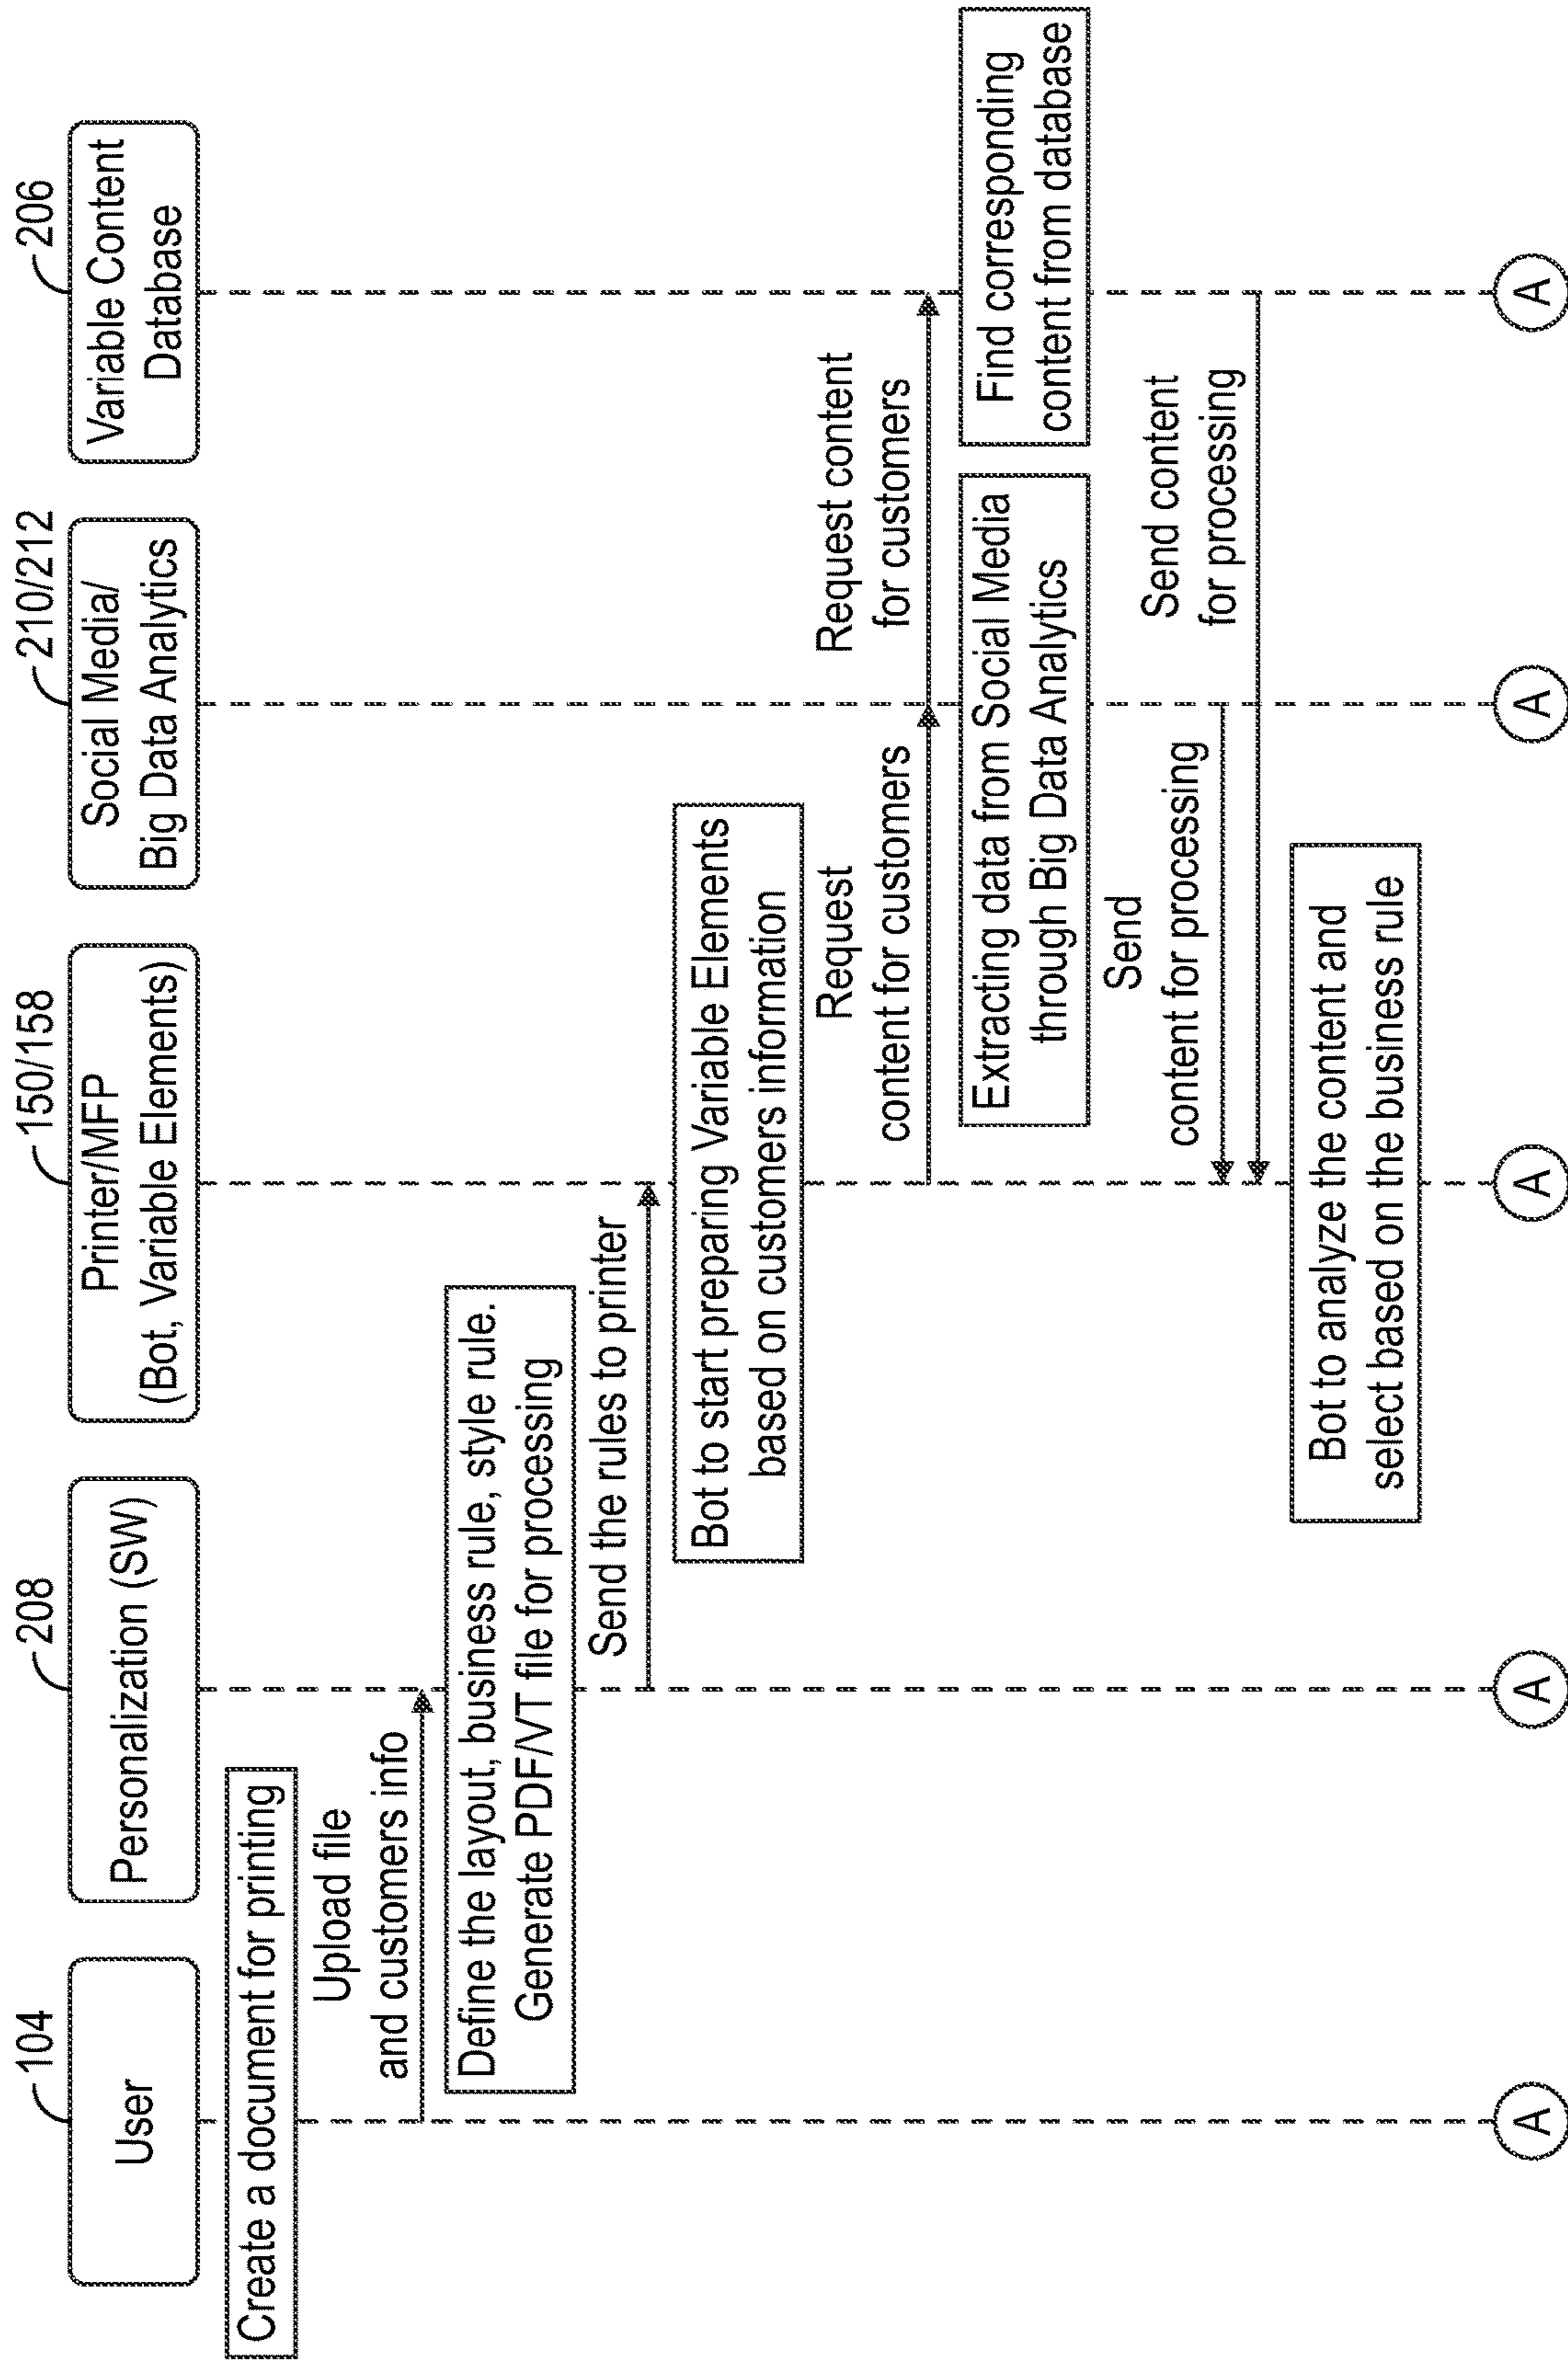 104
User
208
Personalization (SW)
150/158
Printer/MFP
(Bot, Variable Elements)
210/212
Social Media/
Big Data Analytics
206
Variable Content
Database
Create a document for printing
Upload file
and customers info
Define the layout, business rule, style rule.
Generate PDF/VT file for processing
Send the rules to printer
Bot to start preparing Variable Elements
based on customers information
Request
content for customers
Request content
for customers
Extracting data from Social Media
through Big Data Analytics
Find corresponding
content from database
Send
content for processing
Send content
for processing
Bot to analyze the content and
select based on the business rule
A
A
A
A
A